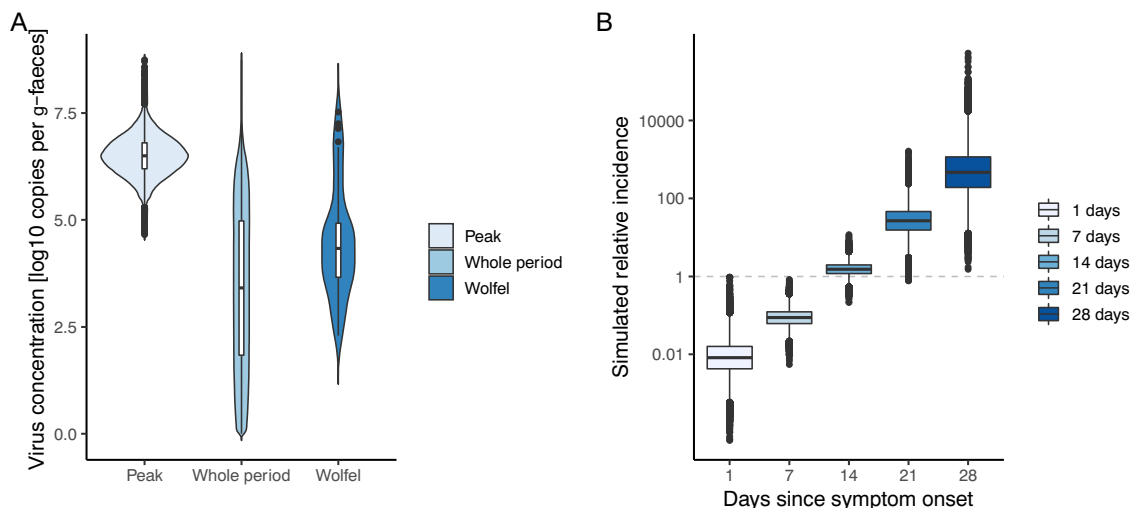 A
Virus concentration [log10 copies per g−faeces]
7.5
5.0
2.5
0.0
Peak
Whole period
Wolfel
Peak
Whole period
Wolfel
B
Simulated relative incidence
10000
100
1
0.01
1
7
14
21
28
Days since symptom onset
1 days
7 days
14 days
21 days
28 days